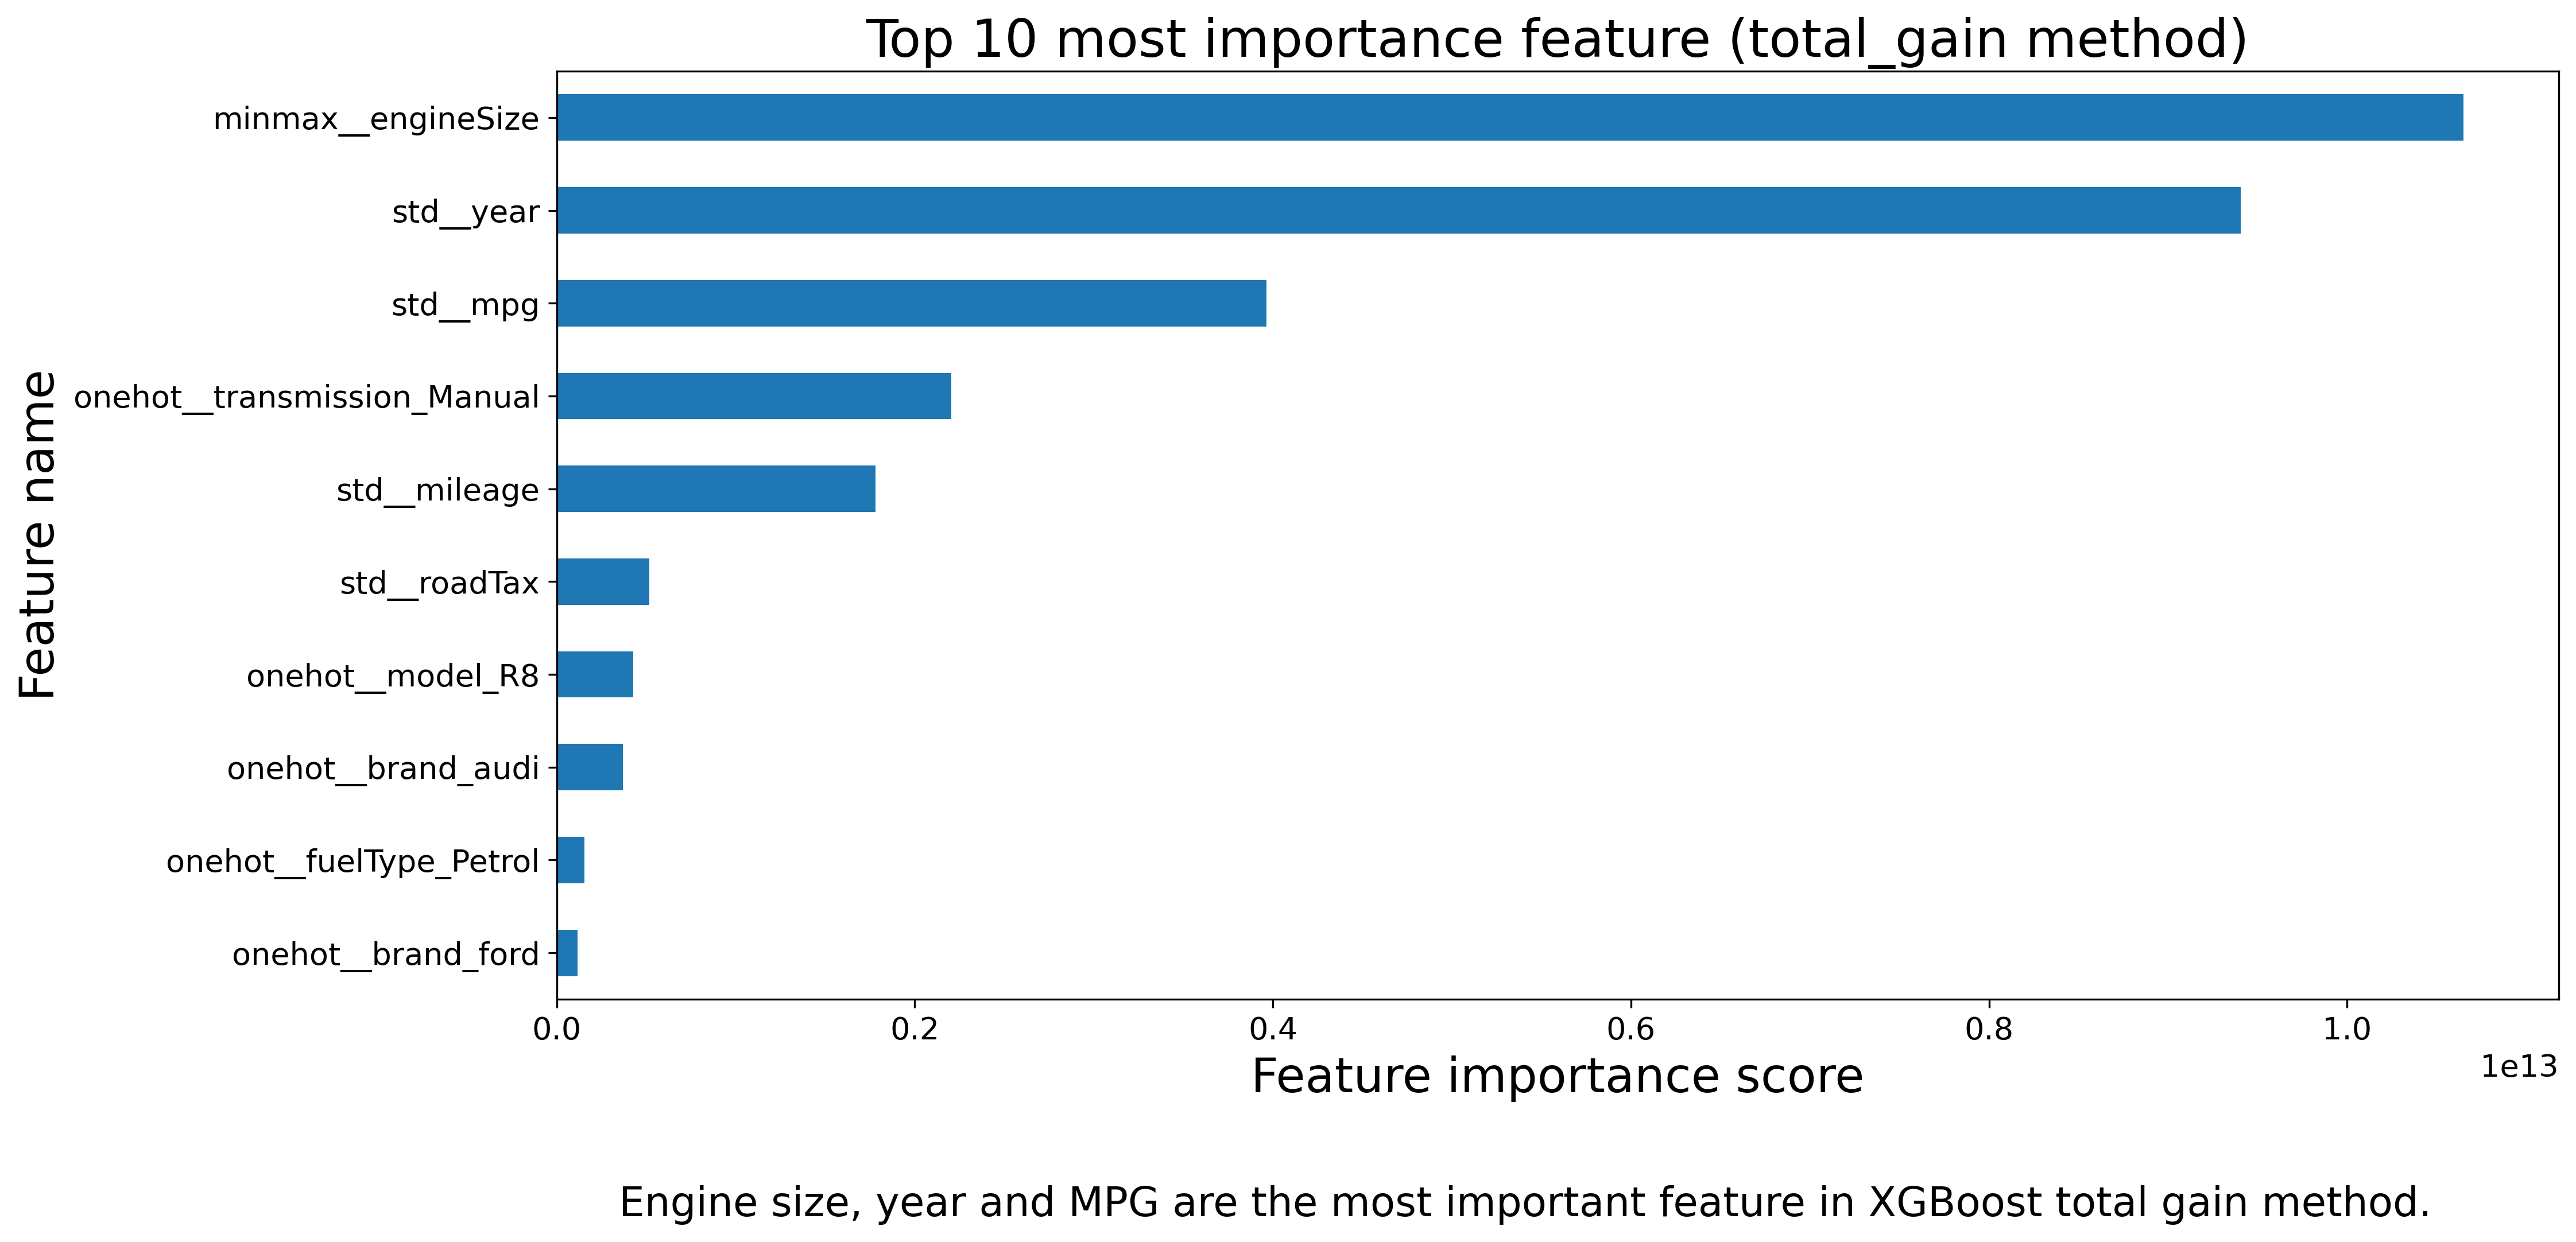 Top 10 most importance feature (total_gain method)
Feature name
minmax__engineSize
std__year
std__mpg
onehot__transmission_Manual
std__mileage
std__roadTax
onehot__model_R8
onehot__brand_audi
onehot__fuelType_Petrol
onehot__brand_ford
0.0 0.2 0.4 0.6 0.8 1.0
1e13
Feature importance score
Engine size, year and MPG are the most important feature in XGBoost total gain method.